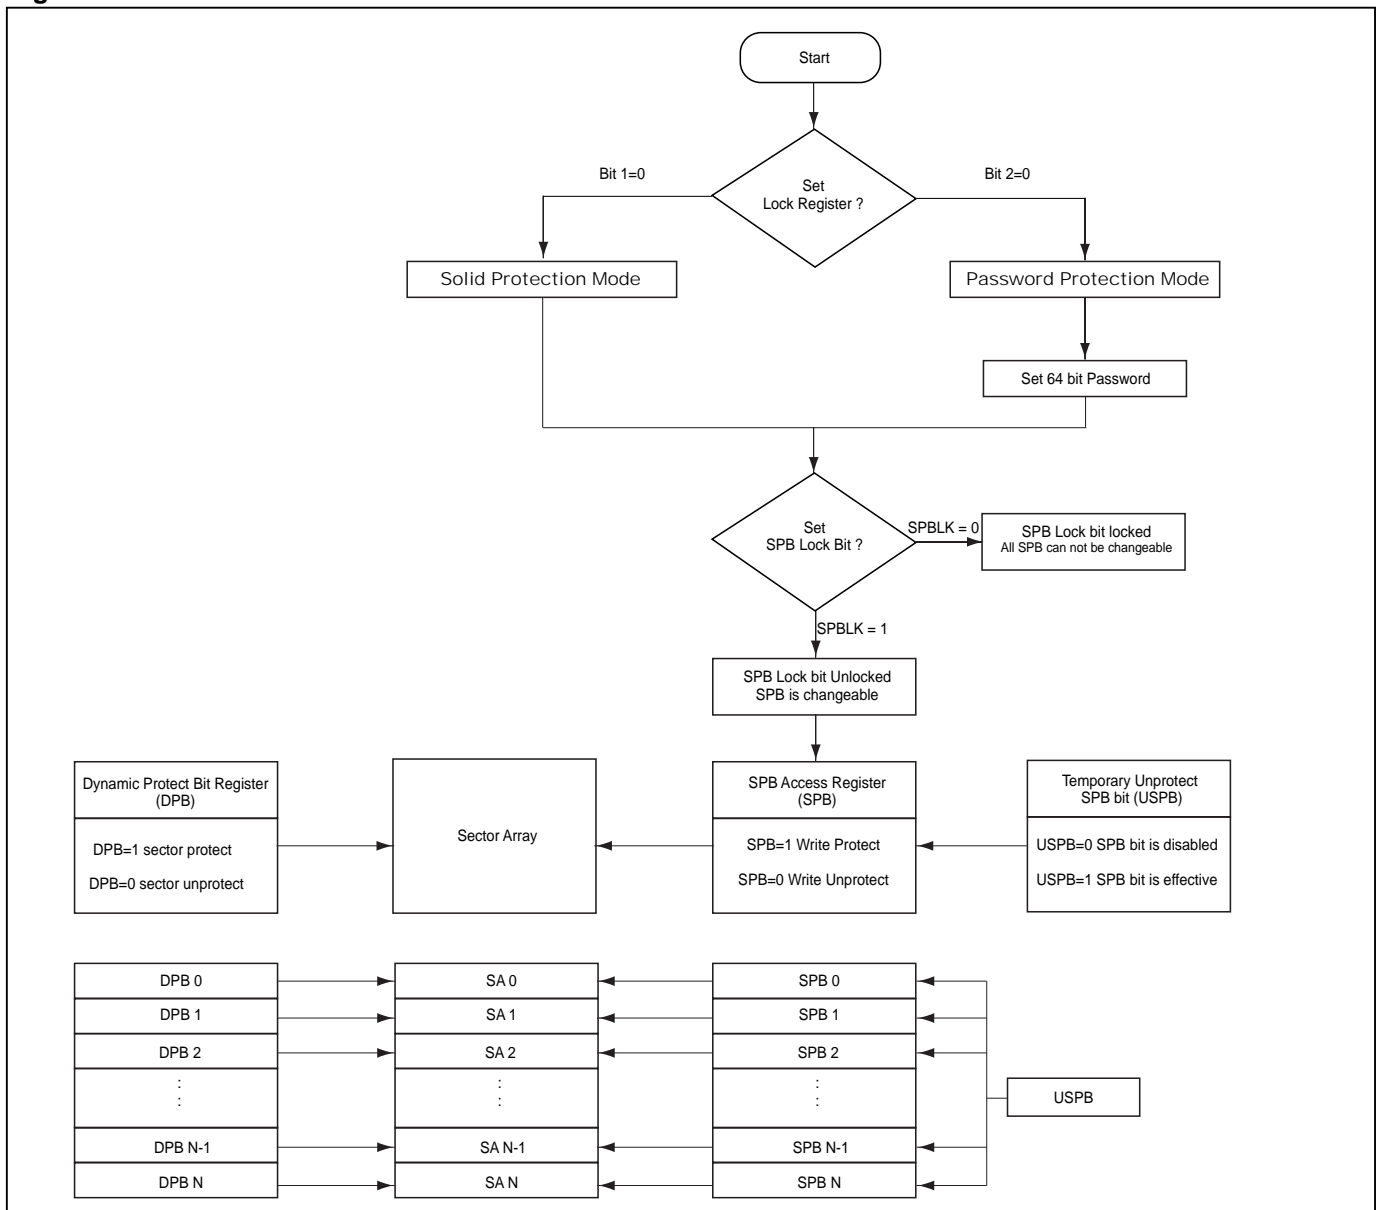 Start
Set
Lock Register ?
Bit 1=0
Bit 2=0
Solid Protection Mode
Password Protection Mode
Set 64 bit Password
Set
SPB Lock Bit ?
SPBLK = 0
SPB Lock bit locked
All SPB can not be changeable
SPBLK = 1
SPB Lock bit Unlocked
SPB is changeable
Dynamic Protect Bit Register
(DPB)
DPB=1 sector protect
DPB=0 sector unprotect
Sector Array
SPB Access Register
(SPB)
SPB=1 Write Protect
SPB=0 Write Unprotect
Temporary Unprotect
SPB bit (USPB)
USPB=0 SPB bit is disabled
USPB=1 SPB bit is effective
DPB 0
SA 0
SPB 0
DPB 1
SA 1
SPB 1
DPB 2
SA 2
SPB 2
:
:
:
:
:
:
USPB
DPB N-1
SA N-1
SPB N-1
DPB N
SA N
SPB N